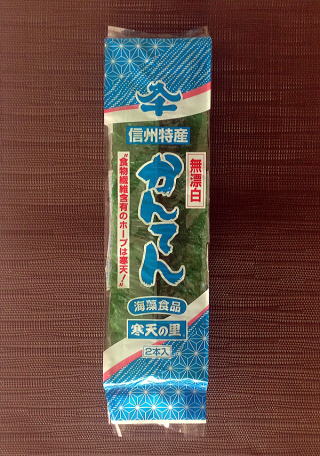 信州特産
無漂白
かんてん
“食物繊維含有のホープは寒天！”
海藻食品
寒天の里
2本入